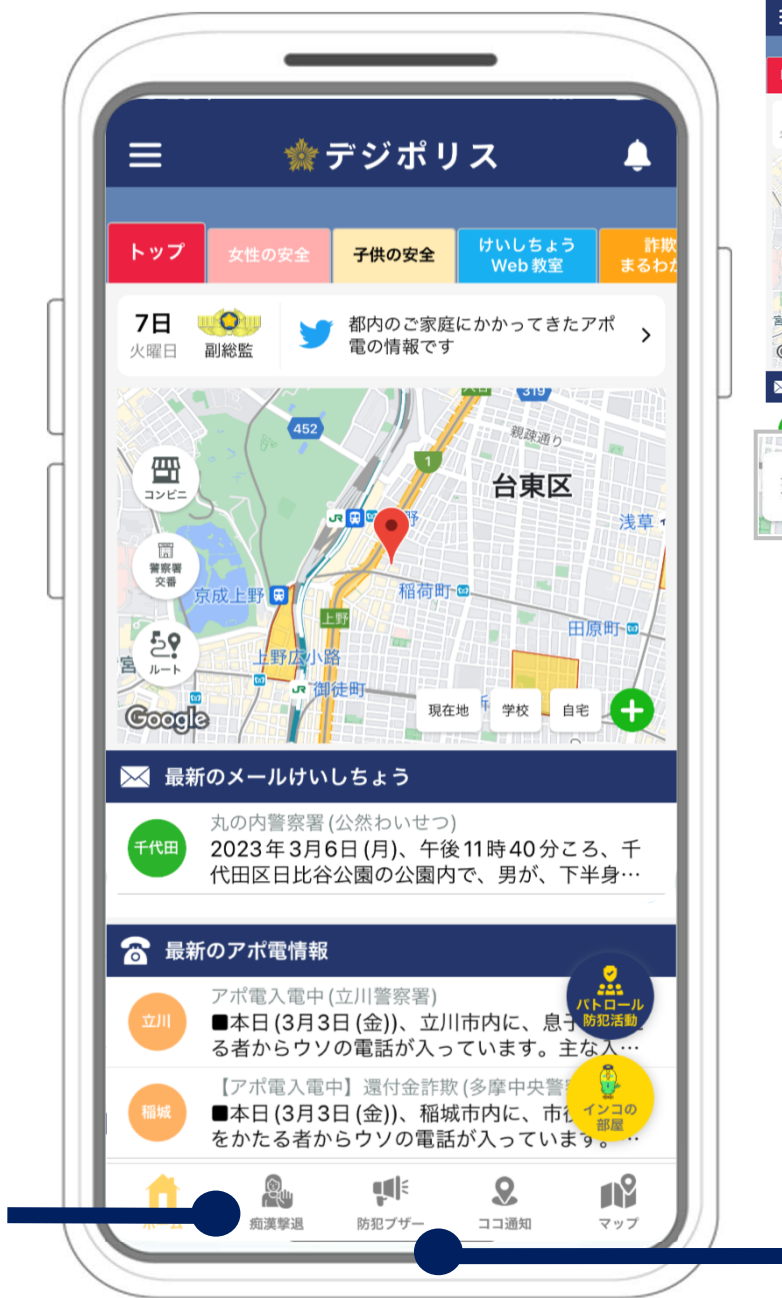 デジポリス
トップ
女性の安全
子供の安全
けいしちょう
Web教室
詐欺
まるわか
7日
火曜日
副総監
都内のご家庭にかかってきたアポ
電の情報です
452
319
親疎通り
1
台東区
コンビニ
JR
野
浅草
警察署
交番
京成上野
稲荷町
上野
田原町
ルート
宮
上野広小路
JR 御徒町
現在地
学校
自宅
Google
最新のメールけいしちょう
千代田
丸の内警察署(公然わいせつ)
2023年3月6日(月)、午後11時40分ころ、千
代田区日比谷公園の公園内で、男が、下半身…
最新のアポ電情報
立川
アポ電入電中(立川警察署)
■本日(3月3日(金))、立川市内に、息子
る者からウソの電話が入っています。主な人…
パトロール
防犯活動
稲城
【アポ電入電中】還付金詐欺(多摩中央警
■本日(3月3日(金))、稲城市内に、市役
をかたる者からウソの電話が入っています。…
インコの
部屋
ホーム
痴漢撃退
防犯ブザー
ココ通知
マップ